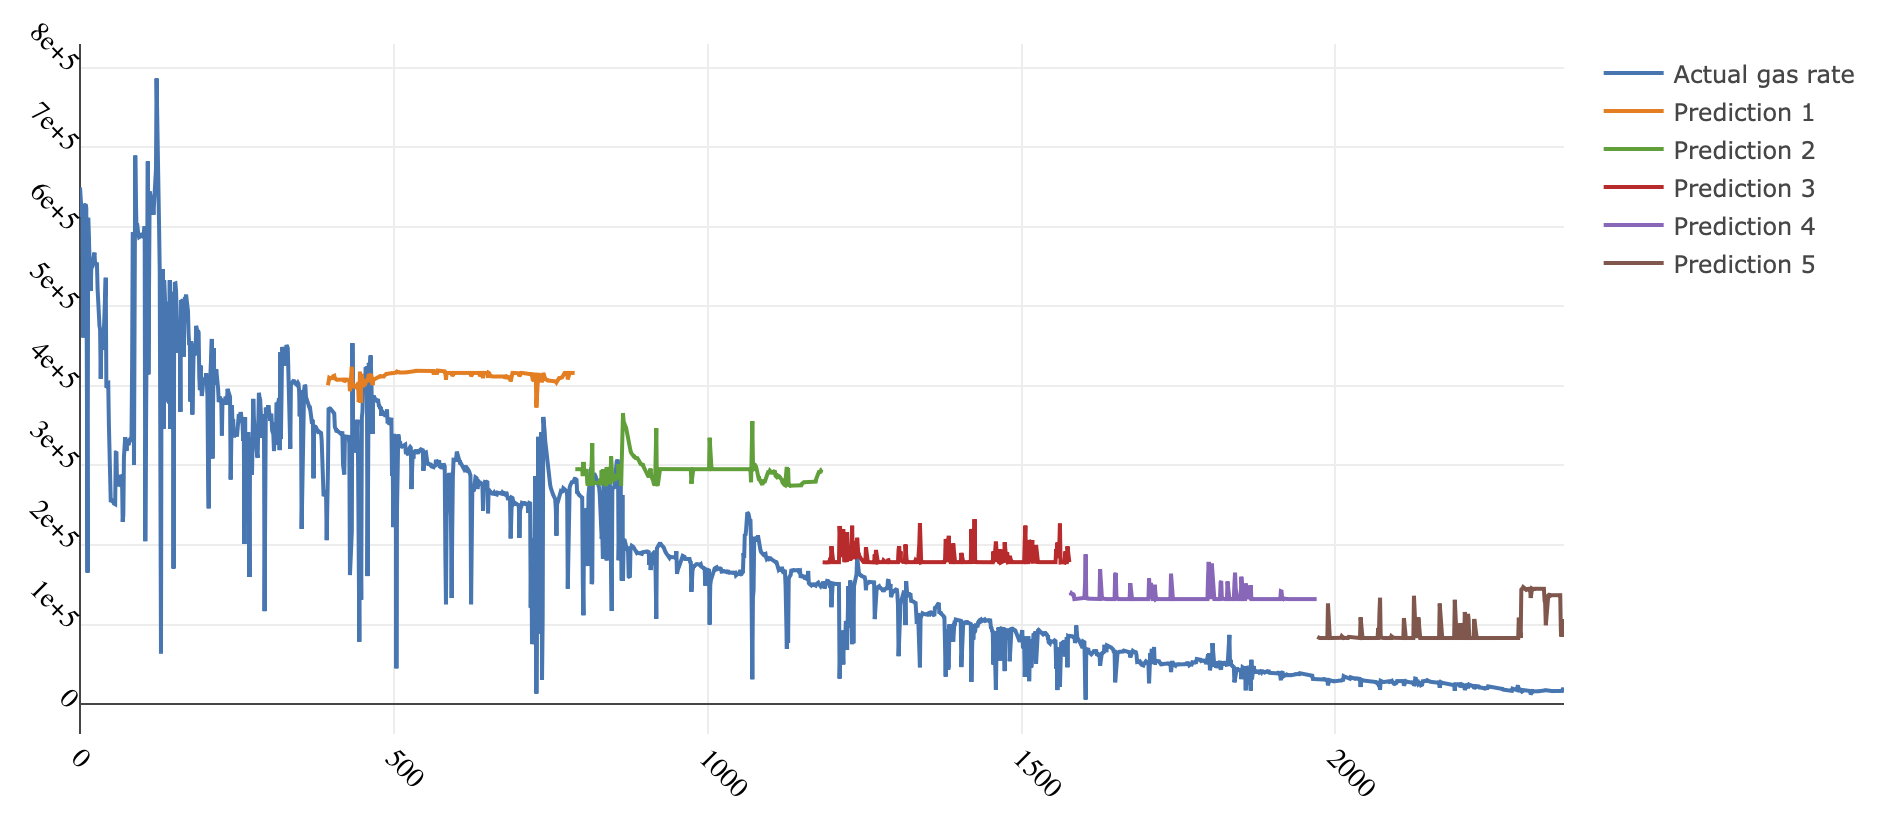 8e+5
7e+5
6e+5
5e+5
4e+5
3e+5
2e+5
1e+5
0
0
500
1000
1500
2000
Actual gas rate
Prediction 1
Prediction 2
Prediction 3
Prediction 4
Prediction 5